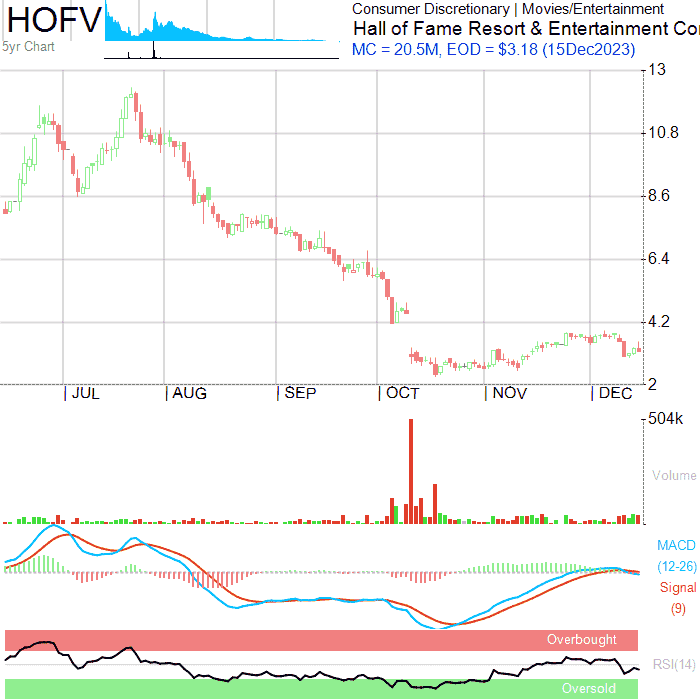 HOFV
Consumer Discretionary | Movies/Entertainment
Hall of Fame Resort & Entertainment Co
5yr Chart
MC = 20.5M, EOD = $3.18 (15Dec2023)
13
10.8
8.6
6.4
4.2
2
JUL AUG SEP OCT NOV DEC
504k
Volume
MACD
(12-26)
Signal
(9)
Overbought
RSI(14)
Oversold